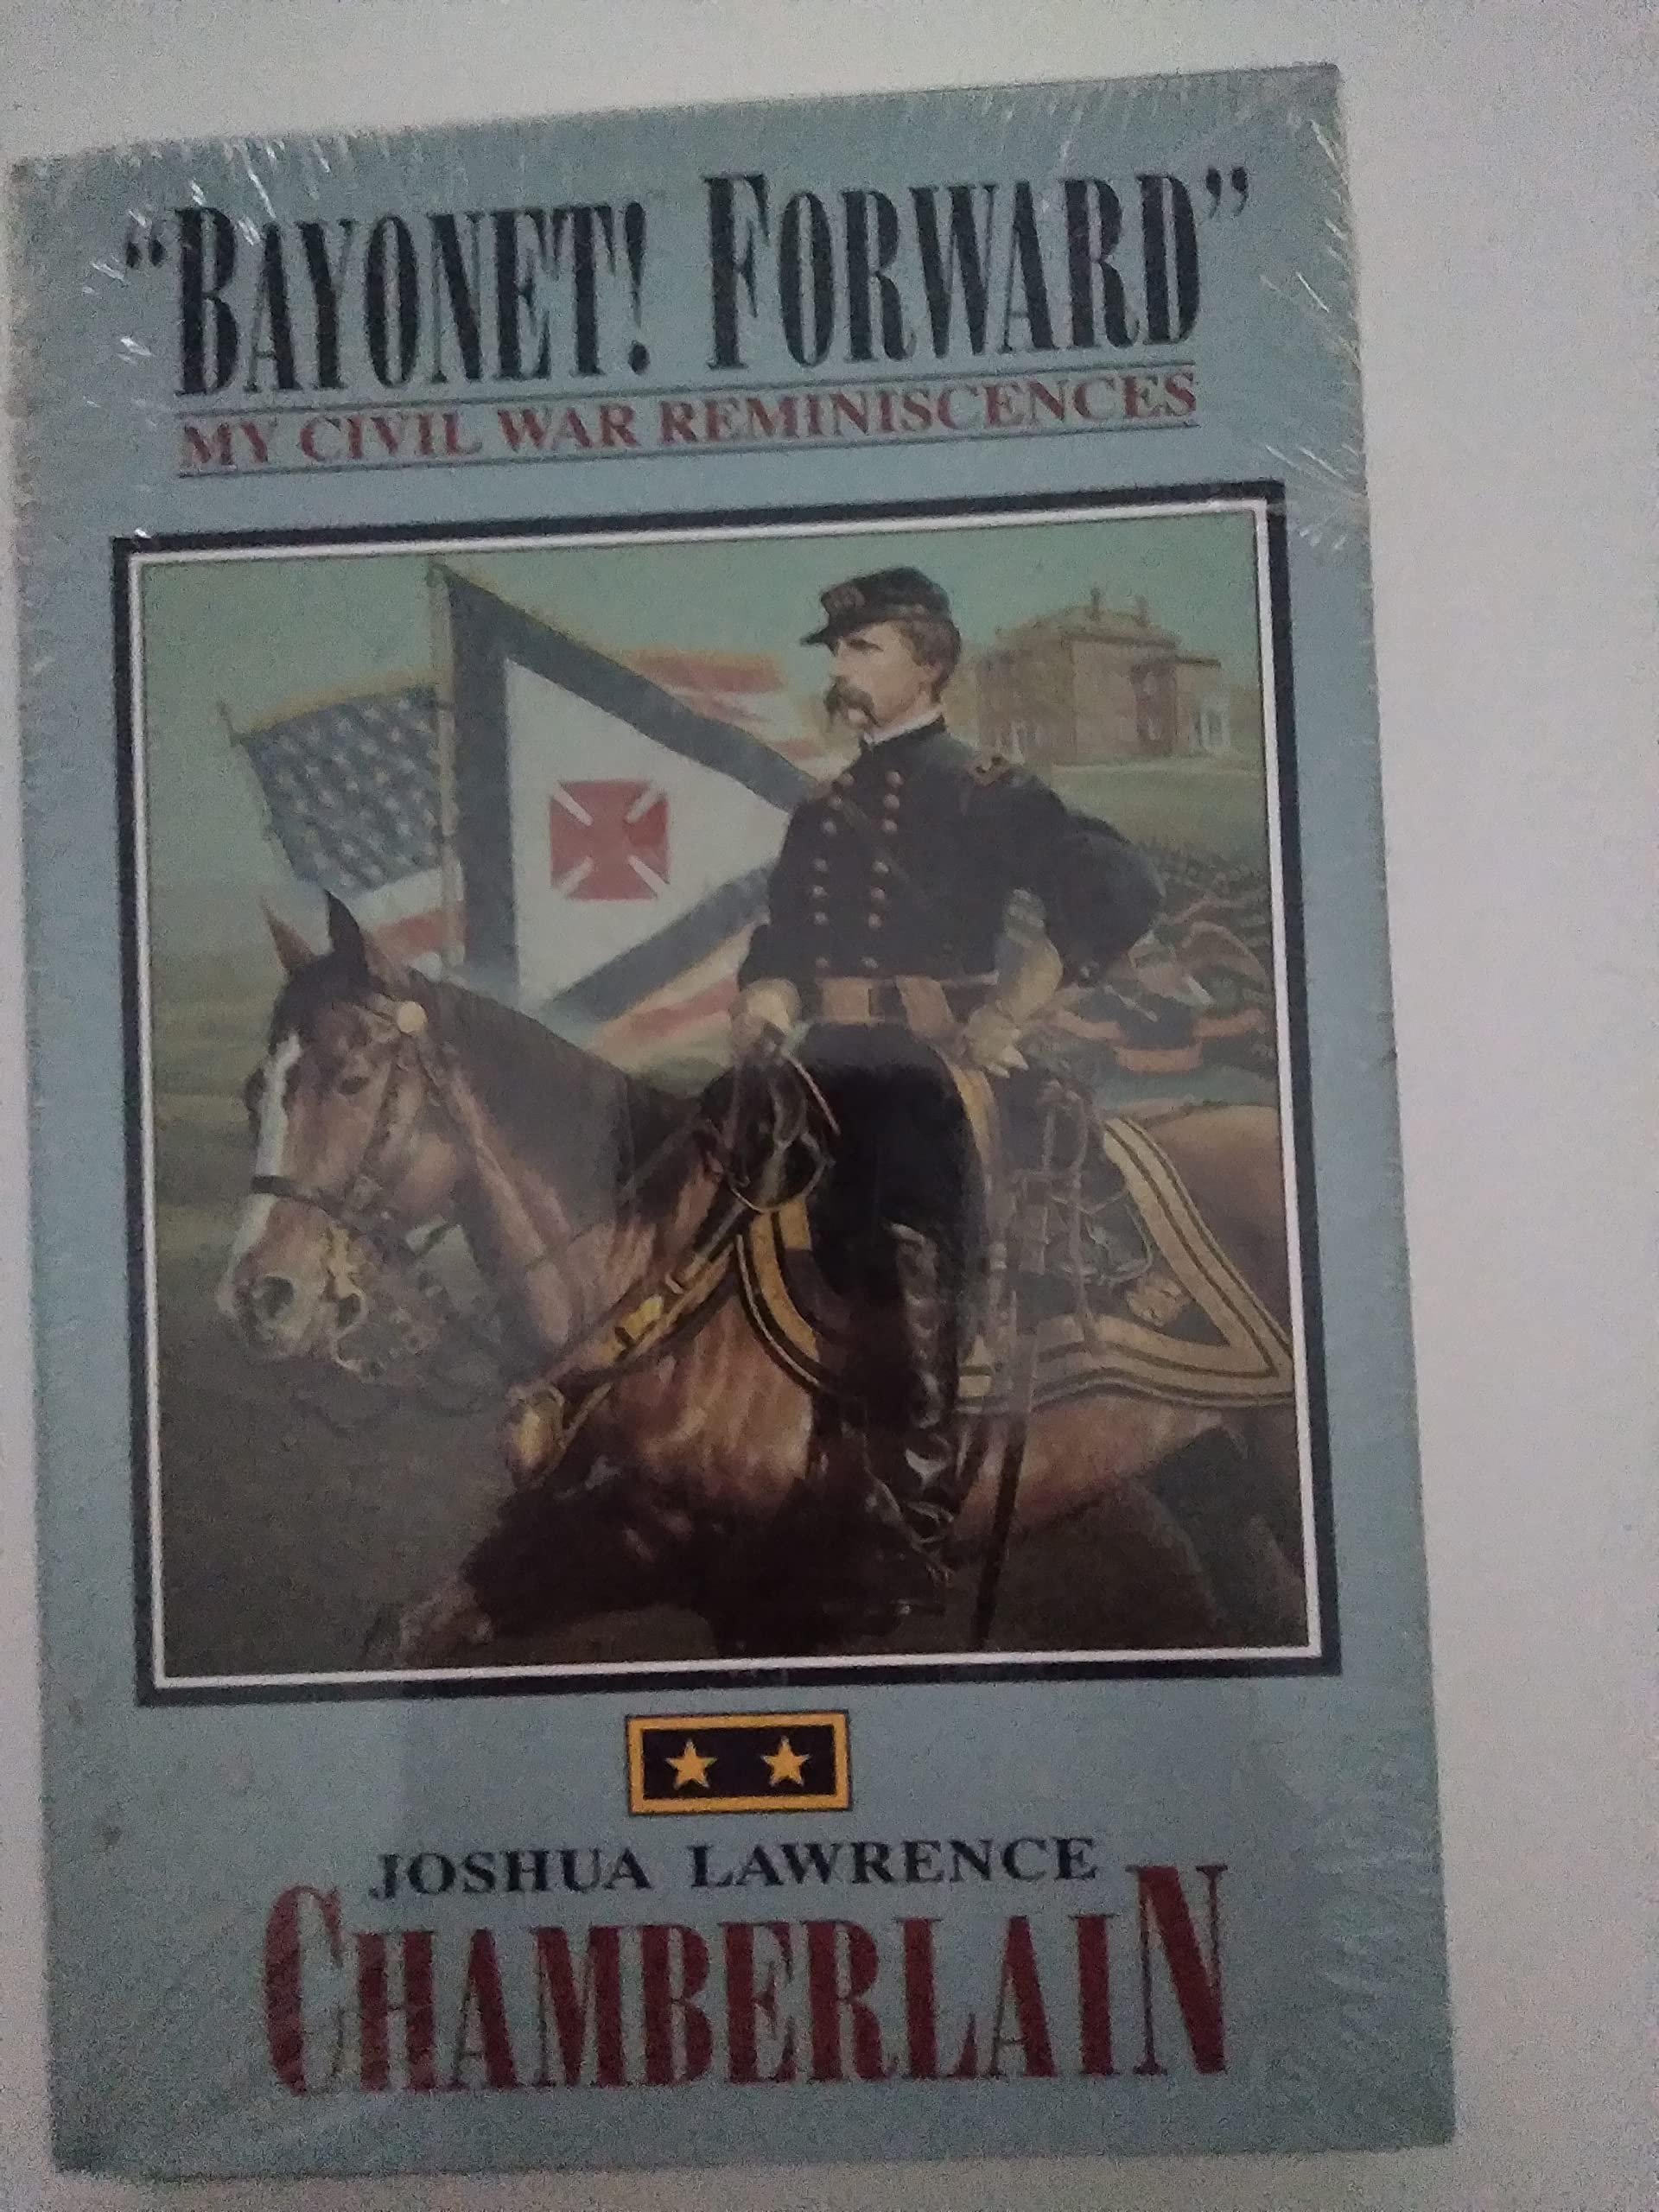 “BAYONET! FORWARD”
MY CIVIL WAR REMINISCENCES
JOSHUA LAWRENCE
CHAMBERLAIN